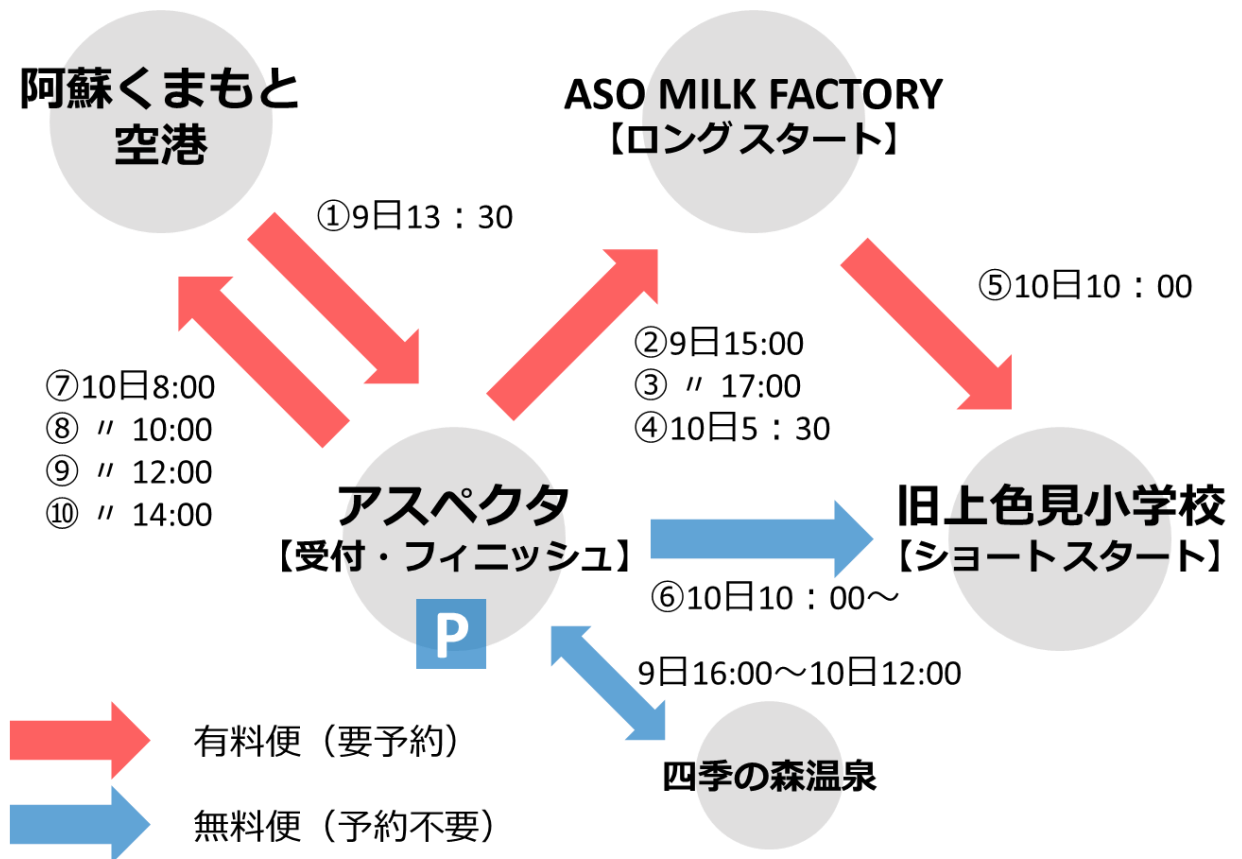 阿蘇くまもと
空港
ASO MILK FACTORY
【ロング スタート】
①9日13：30
⑤10日10：00
②9日15:00
③ 〃 17:00
④10日5：30
⑦10日8:00
⑧ 〃 10:00
⑨ 〃 12:00
⑩ 〃 14:00
アスペクタ
【受付・フィニッシュ】
P
旧上色見小学校
【ショート スタート】
⑥10日10：00～
9日16:00～10日12:00
四季の森温泉
有料便（要予約）
無料便（予約不要）